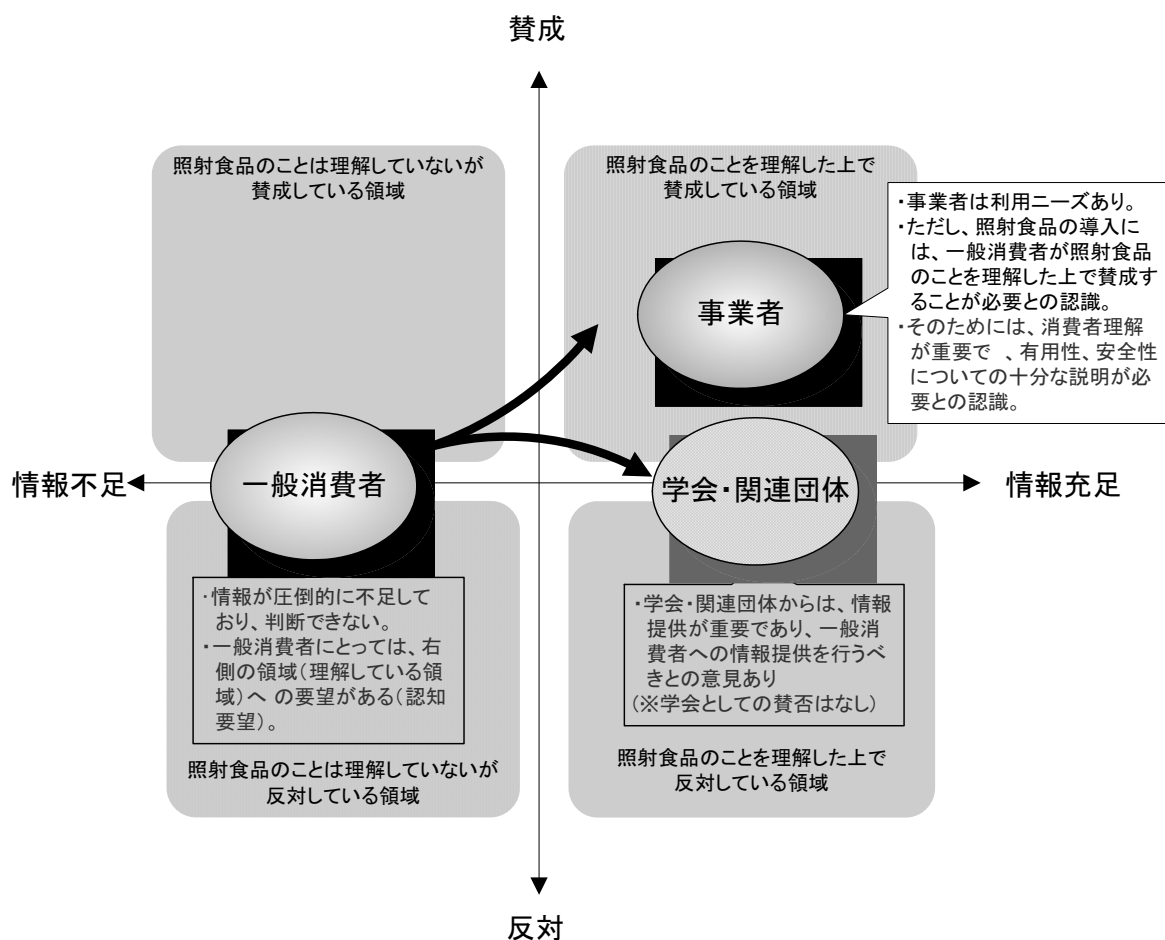 賛成
照射食品のことは理解していないが
賛成している領域
照射食品のことを理解した上で
賛成している領域
・事業者は利用ニーズあり。
・ただし、照射食品の導入に
は、一般消費者が照射食品
のことを理解した上で賛成す
ることが必要との認識。
・そのためには、消費者理解
が重要で 、有用性、安全性
についての十分な説明が必
要との認識。
事業者
情報不足
一般消費者
学会・関連団体
情報充足
・情報が圧倒的に不足して
おり、判断できない。
・一般消費者にとっては、右
側の領域(理解している領
域)へ の要望がある(認知
要望)。
・学会・関連団体からは、情報
提供が重要であり、一般消
費者への情報提供を行うべ
きとの意見あり
(※学会としての賛否はなし)
照射食品のことは理解していないが
反対している領域
照射食品のことを理解した上で
反対している領域
反対